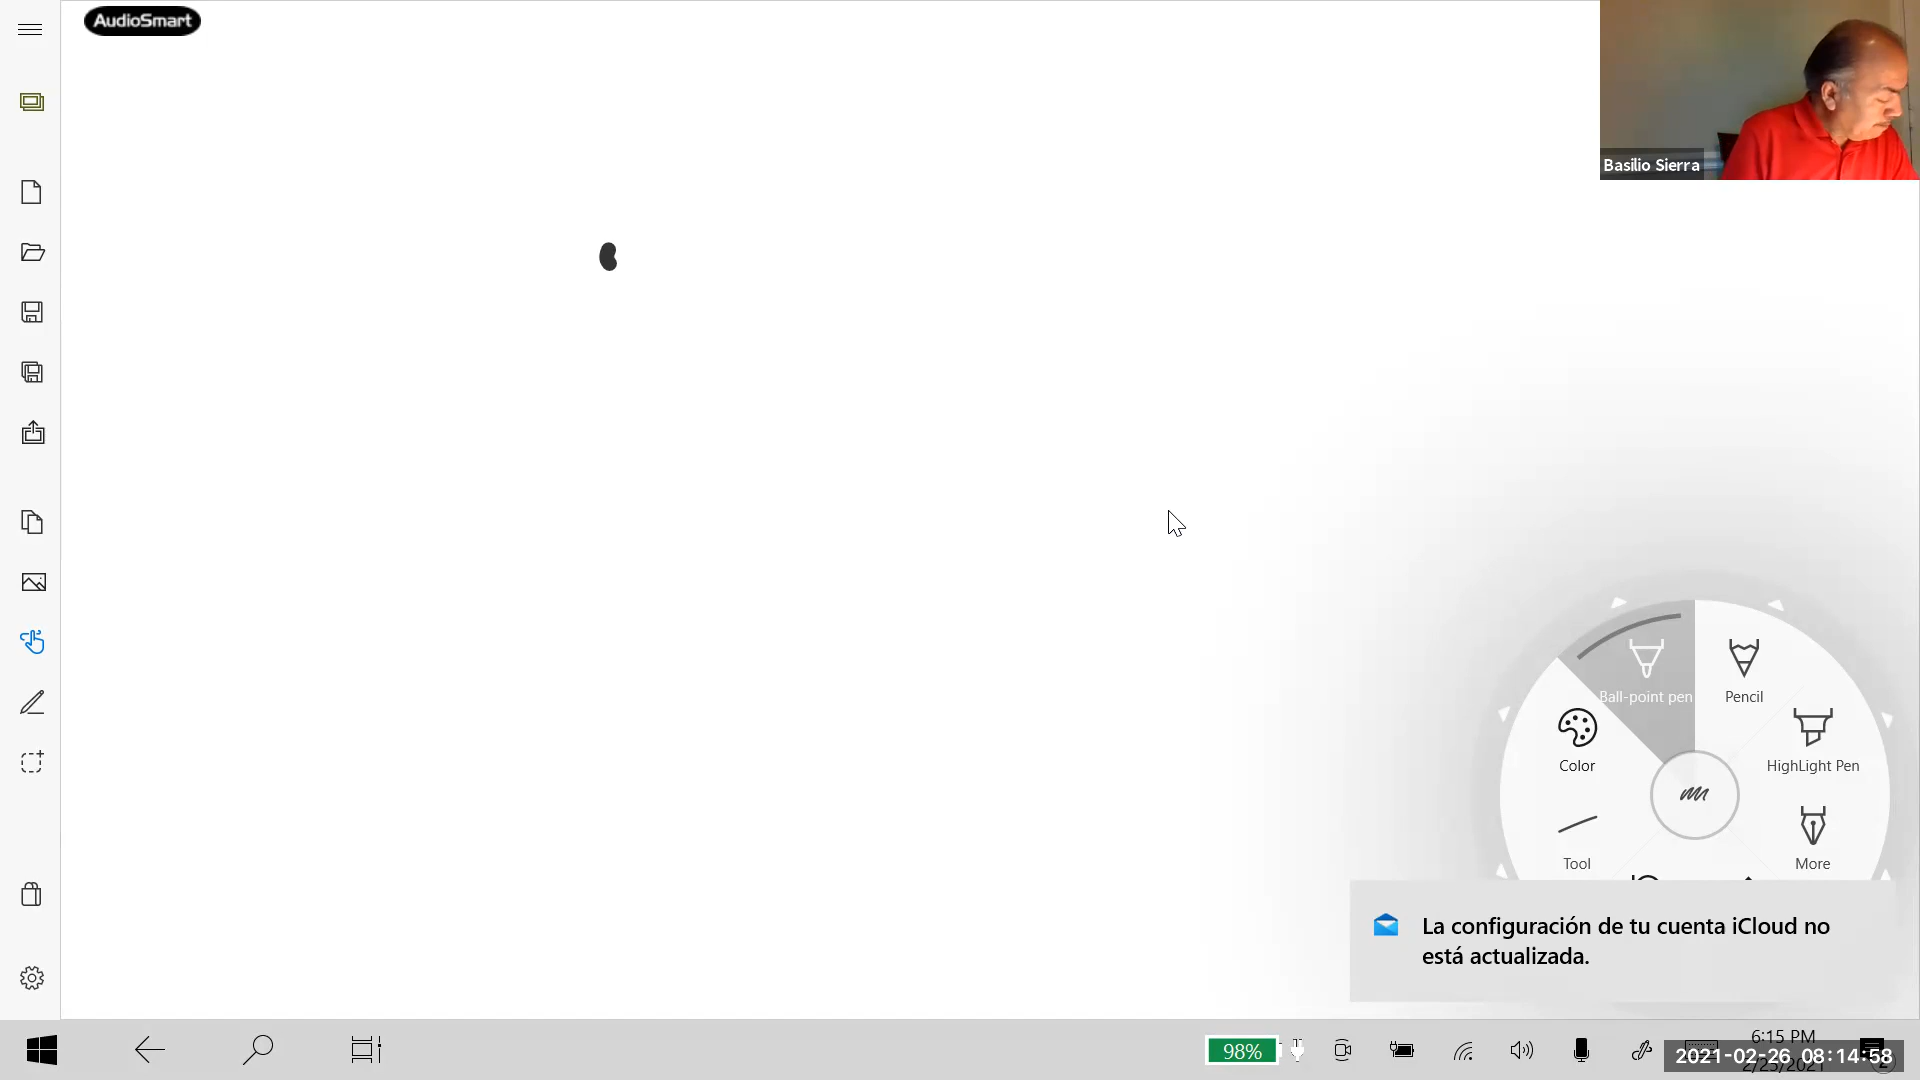 AudioSmart
Basilio Sierra
Ball-point pen
Pencil
Color
HighLight Pen
Tool
More
La configuración de tu cuenta iCloud no
está actualizada.
98%
6:15 PM
2021-02-26 08:14:58